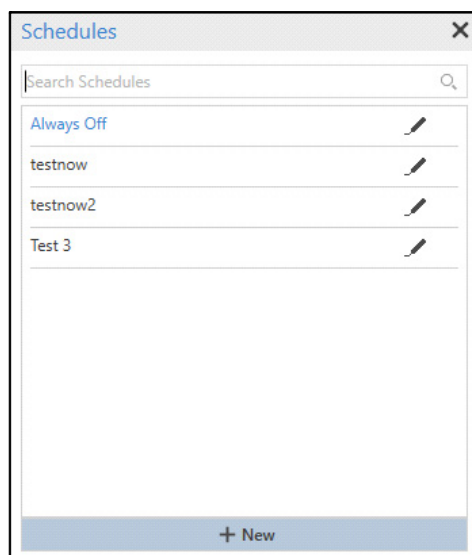 Schedules
Search Schedules
Always Off
testnow
testnow2
Test 3
+ New